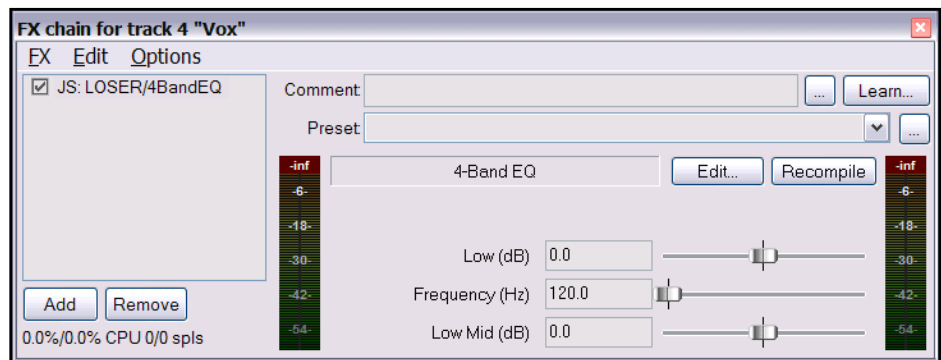 FX chain for track 4 "Vox"
FX Edit Options
JS: LOSER/4BandEQ
Comment: ... Learn...
Preset: ...
-inf 4-Band EQ Edit... Recompile -inf
-6- -6-
-18- -18-
-30- Low (dB) 0.0 -30-
-42- Frequency (Hz) 120.0 -42-
-54- Low Mid (dB) 0.0 -54-
Add Remove
0.0%/0.0% CPU 0/0 spls